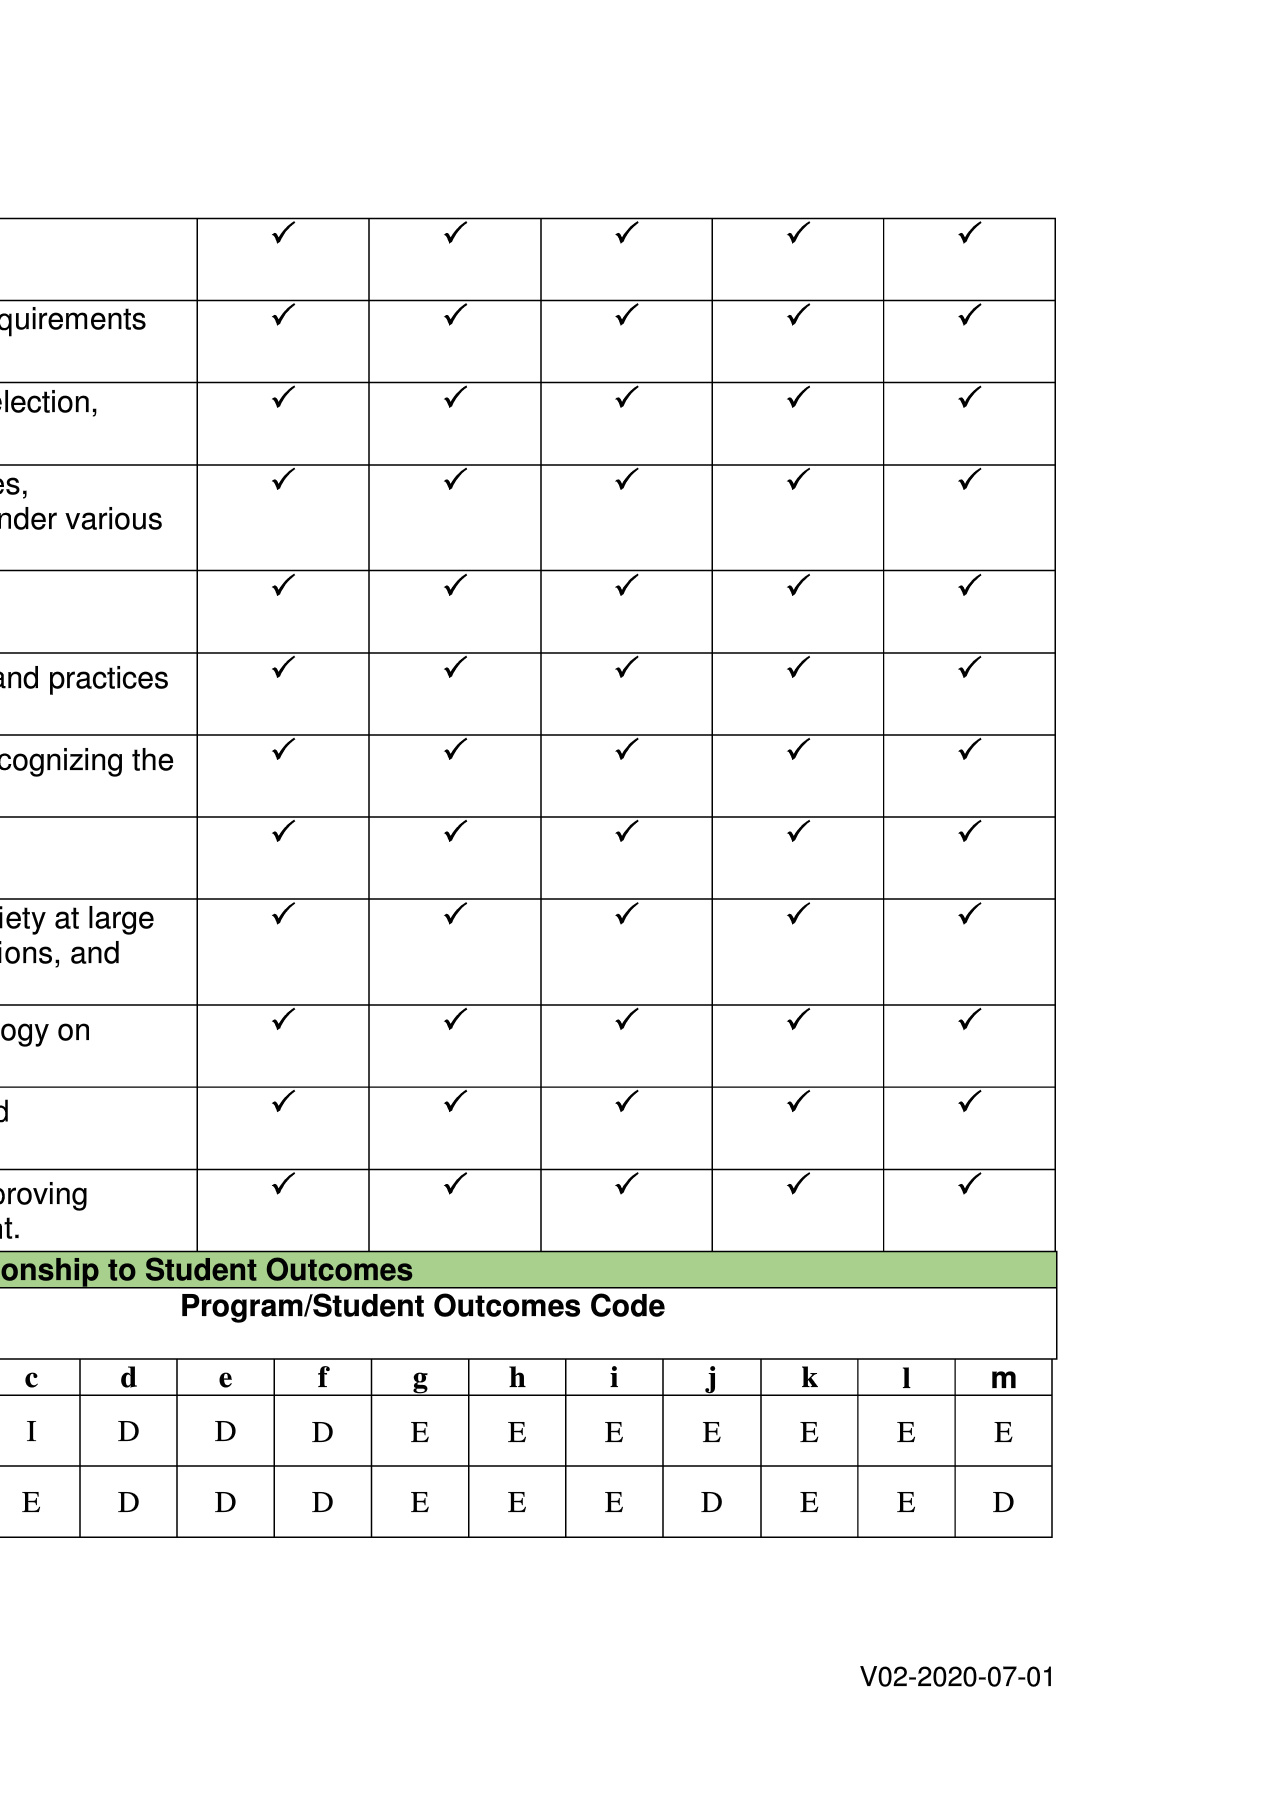 ✓ ✓ ✓ ✓ ✓
quirements ✓ ✓ ✓ ✓ ✓
election, ✓ ✓ ✓ ✓ ✓
es, ✓ ✓ ✓ ✓ ✓
nder various
✓ ✓ ✓ ✓ ✓
and practices ✓ ✓ ✓ ✓ ✓
cognizing the ✓ ✓ ✓ ✓ ✓
✓ ✓ ✓ ✓ ✓
iety at large ✓ ✓ ✓ ✓ ✓
ions, and
ogy on ✓ ✓ ✓ ✓ ✓
d ✓ ✓ ✓ ✓ ✓
proving ✓ ✓ ✓ ✓ ✓
nt.
onship to Student Outcomes
Program/Student Outcomes Code
c d e f g h i j k l m
I D D D E E E E E E E
E D D D E E E D E E D
V02-2020-07-01